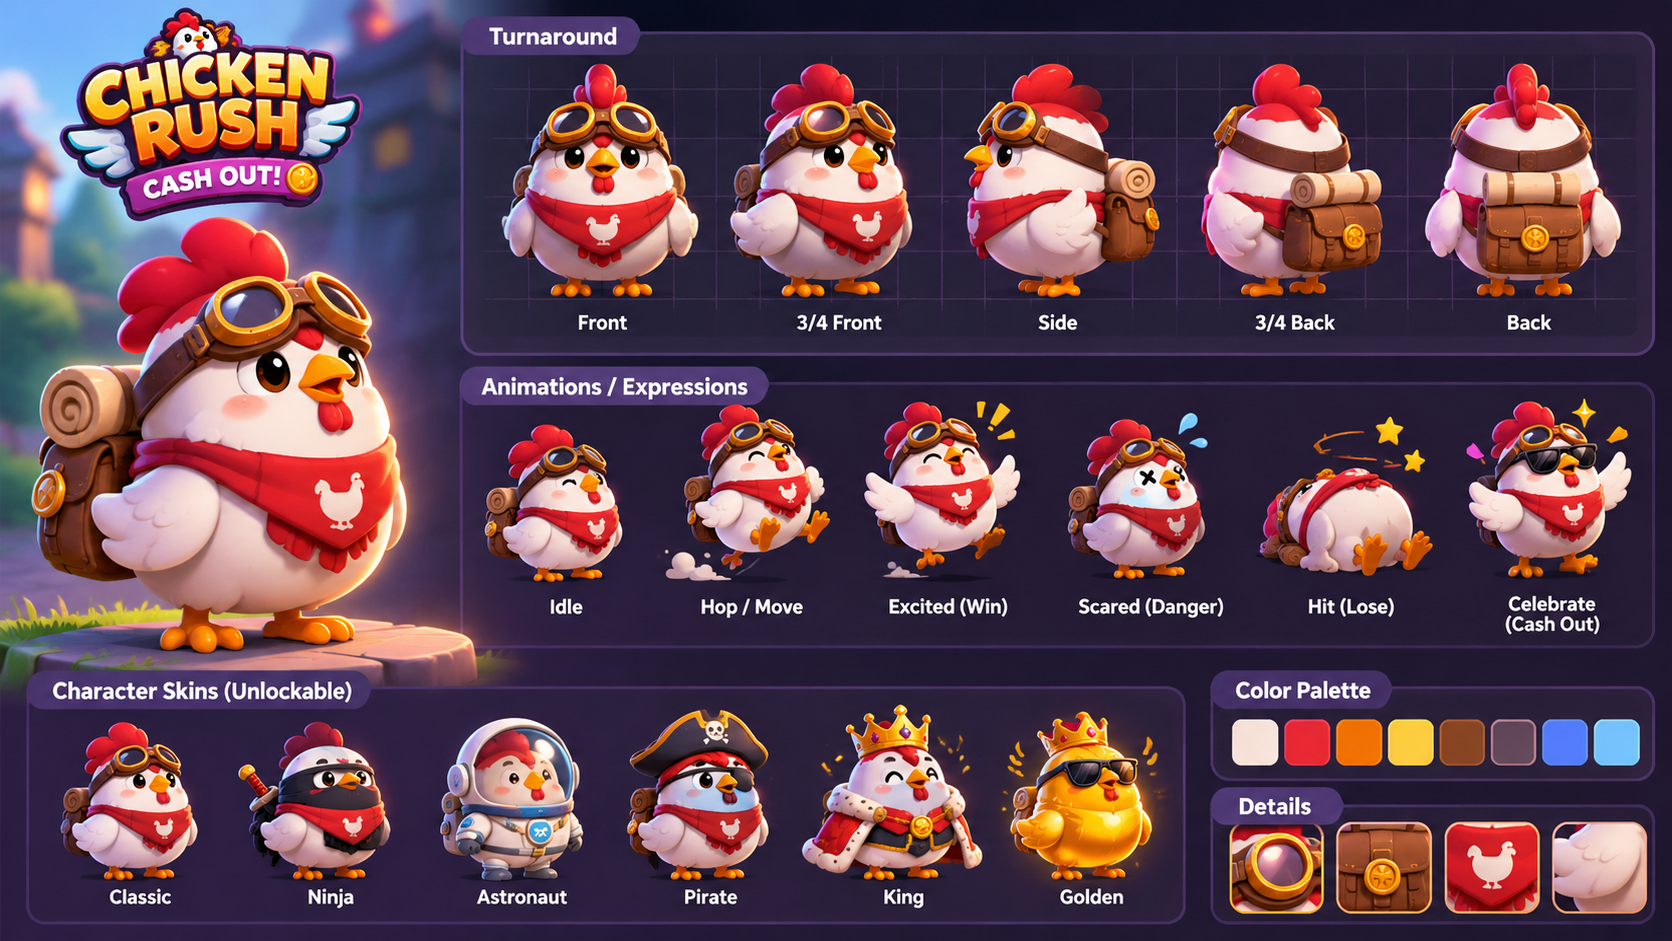 CHICKEN
RUSH
CASH OUT!
Turnaround
Front
3/4 Front
Side
3/4 Back
Back
Animations / Expressions
Idle
Hop / Move
Excited (Win)
Scared (Danger)
Hit (Lose)
Celebrate
(Cash Out)
Character Skins (Unlockable)
Classic
Ninja
Astronaut
Pirate
King
Golden
Color Palette
Details